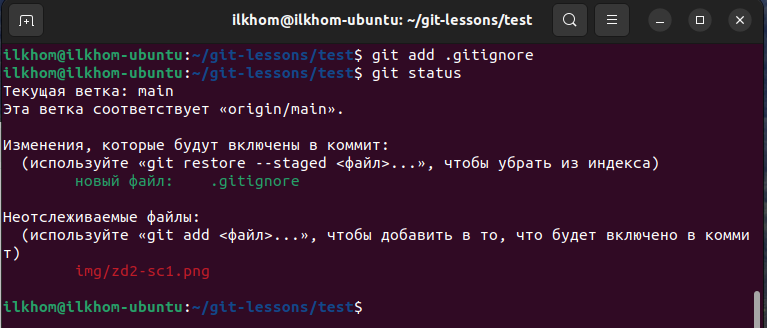 ilkhom@ilkhom-ubuntu: ~/git-lessons/test
ilkhom@ilkhom-ubuntu:~/git-lessons/test$ git add .gitignore
ilkhom@ilkhom-ubuntu:~/git-lessons/test$ git status
Текущая ветка: main
Эта ветка соответствует «origin/main».
Изменения, которые будут включены в коммит:
(используйте «git restore --staged <файл>...», чтобы убрать из индекса)
новый файл:    .gitignore
Неотслеживаемые файлы:
(используйте «git add <файл>...», чтобы добавить в то, что будет включено в комми
т)
img/zd2-sc1.png
ilkhom@ilkhom-ubuntu:~/git-lessons/test$